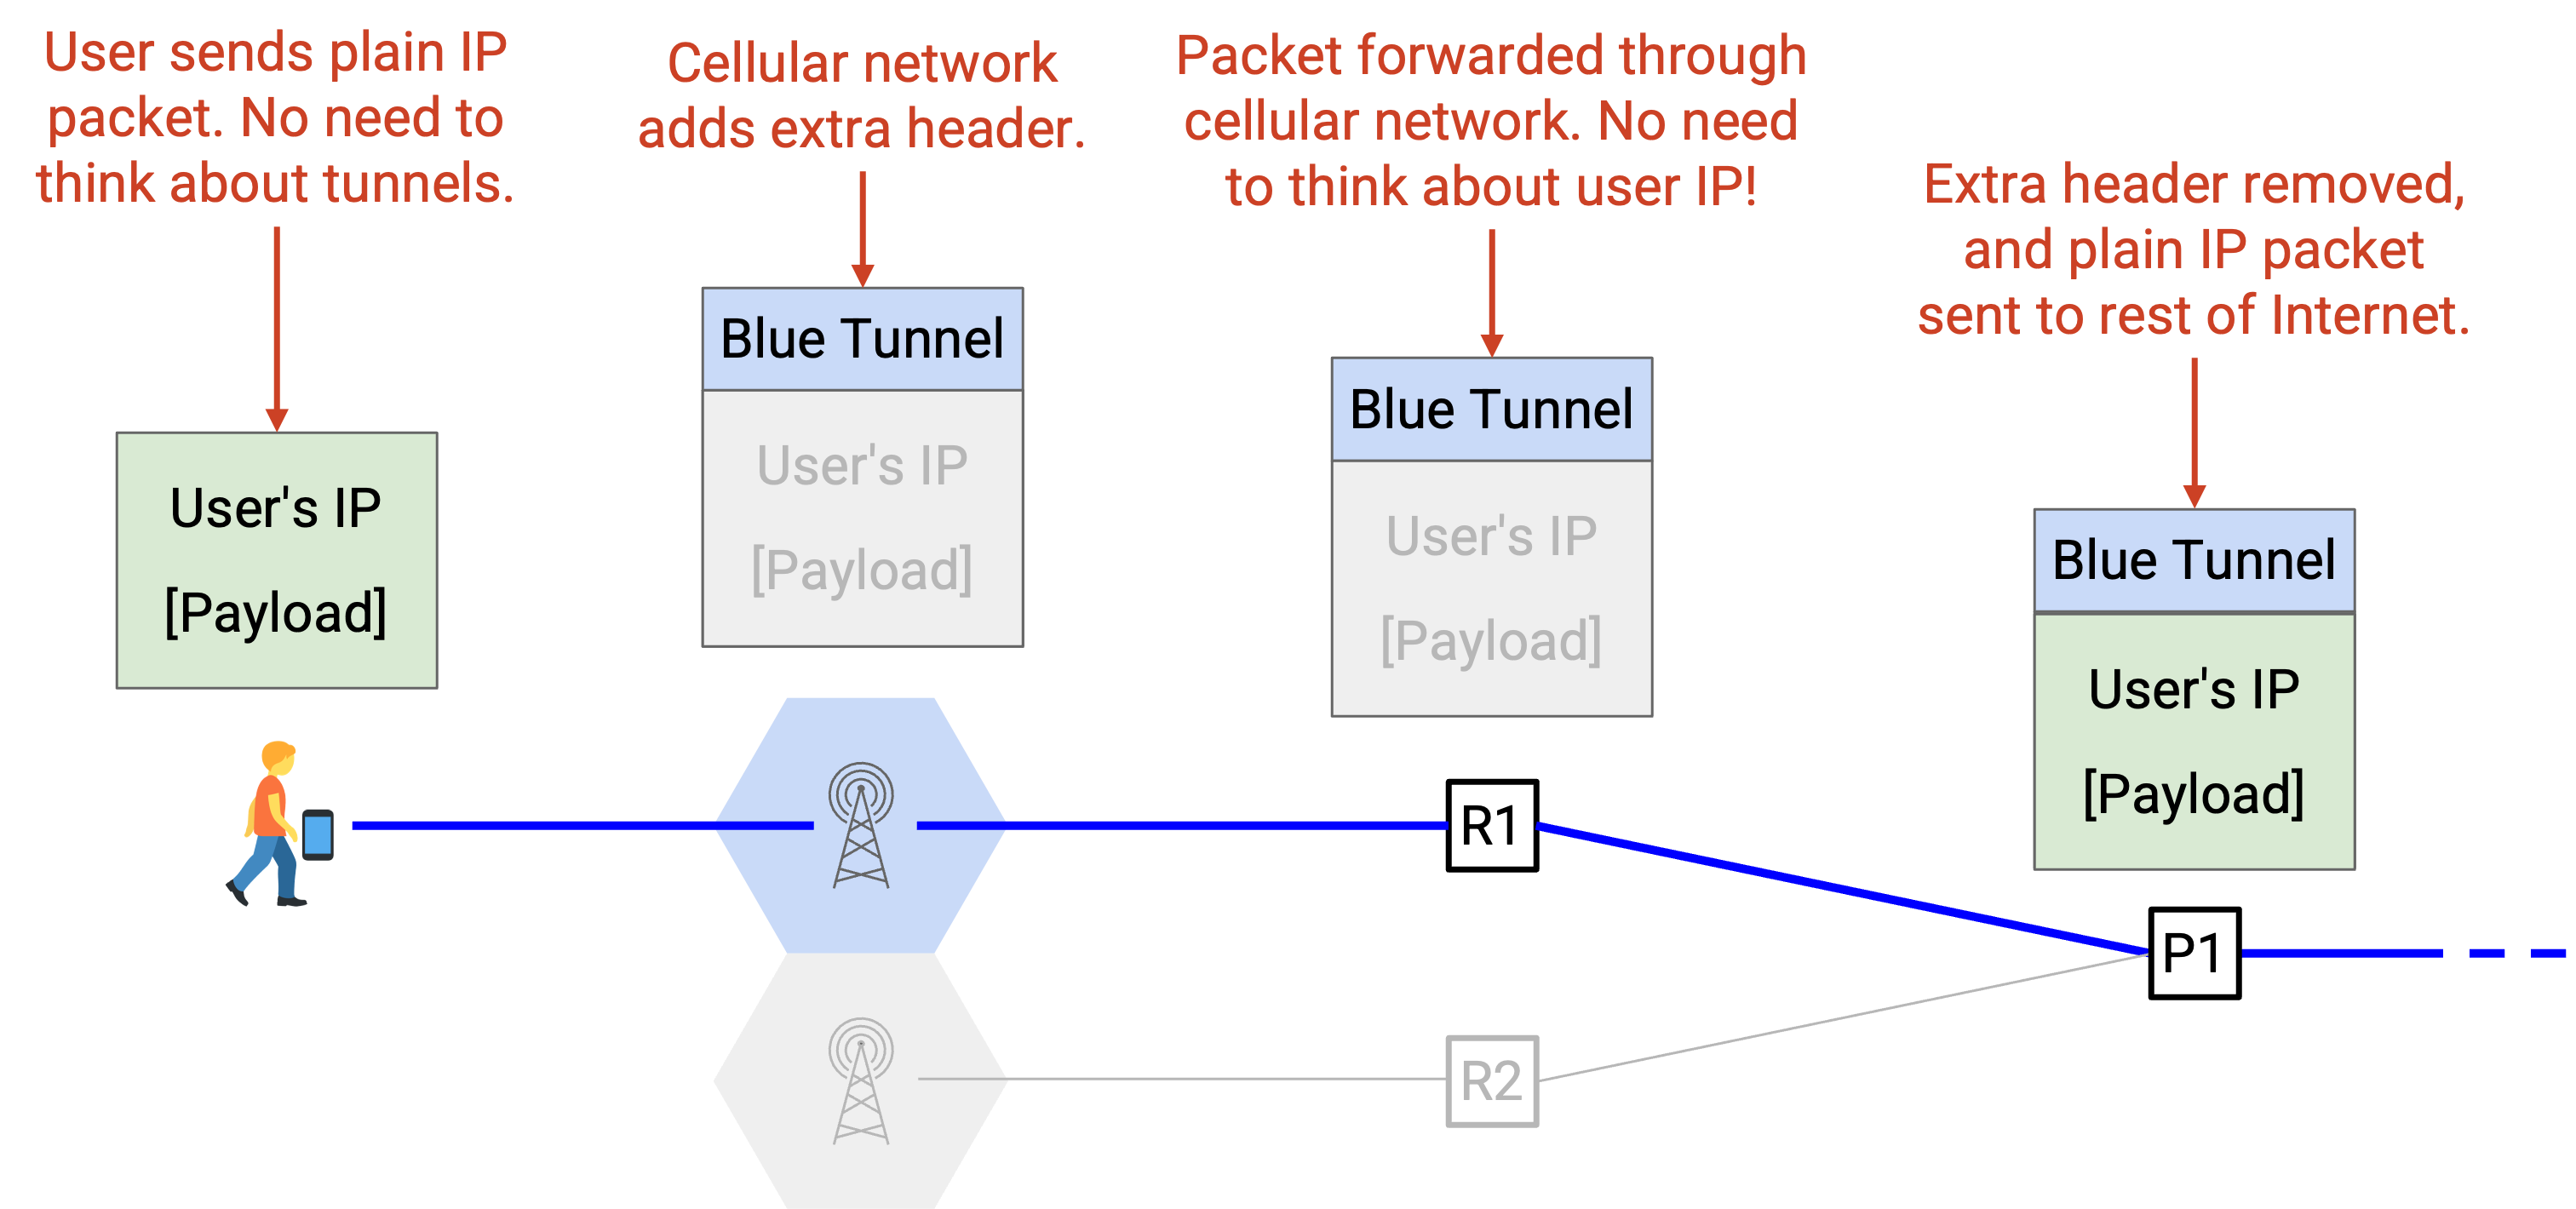 User sends plain IP
packet. No need to
think about tunnels.
Cellular network
adds extra header.
Packet forwarded through
cellular network. No need
to think about user IP!
Extra header removed,
and plain IP packet
sent to rest of Internet.
User's IP
[Payload]
Blue Tunnel
User's IP
[Payload]
Blue Tunnel
User's IP
[Payload]
Blue Tunnel
User's IP
[Payload]
R1
P1
R2